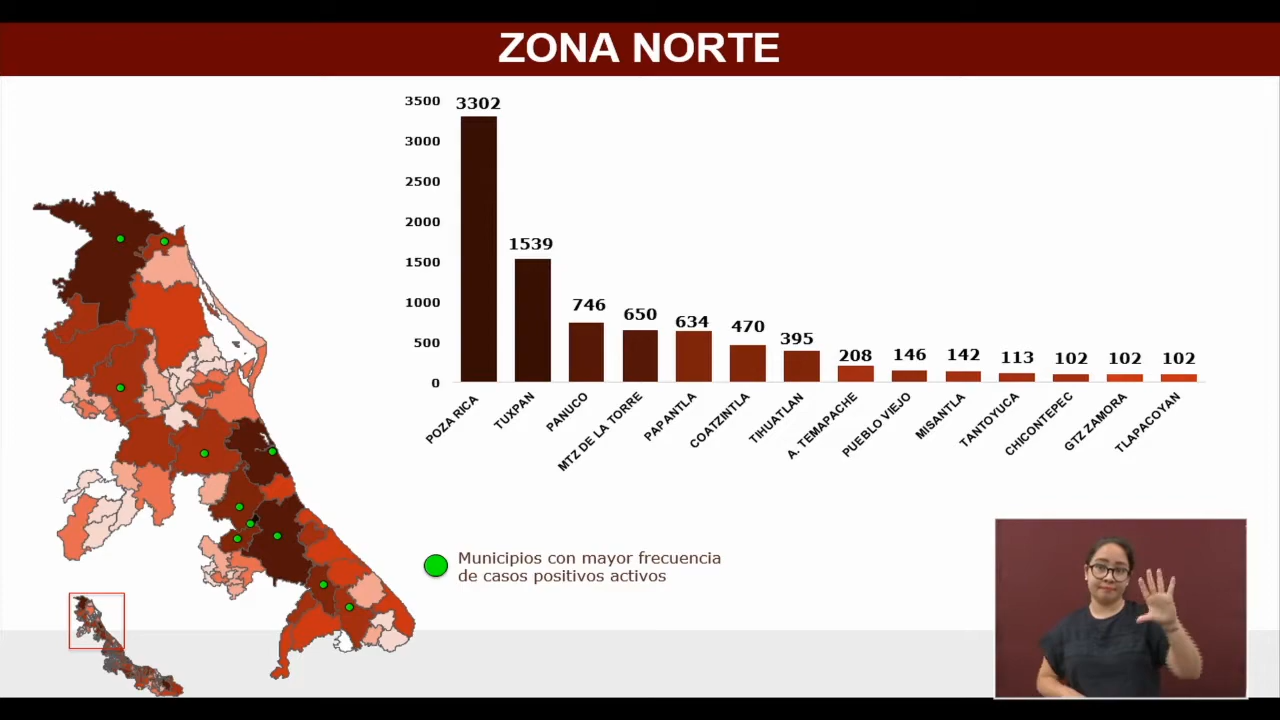 ZONA NORTE
3500
3000
2500
2000
1500
1000
500
0
3302
1539
746
650
634
470
395
208
146
142
113
102
102
102
POZA RICA
TUXPAN
PANUCO
MTZ DE LA TORRE
PAPANTLA
COATZINTLA
TIHUATLAN
A. TEMAPACHE
PUEBLO VIEJO
MISANTLA
TANTOYUCA
CHICONTEPEC
GTZ ZAMORA
TLAPACOYAN
Municipios con mayor frecuencia
de casos positivos activos